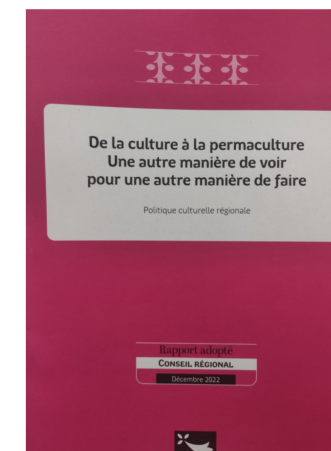 De la culture à la permaculture
Une autre manière de voir
pour une autre manière de faire
Politique culturelle régionale
Rapport adopté
CONSEIL RÉGIONAL
Décembre 2022